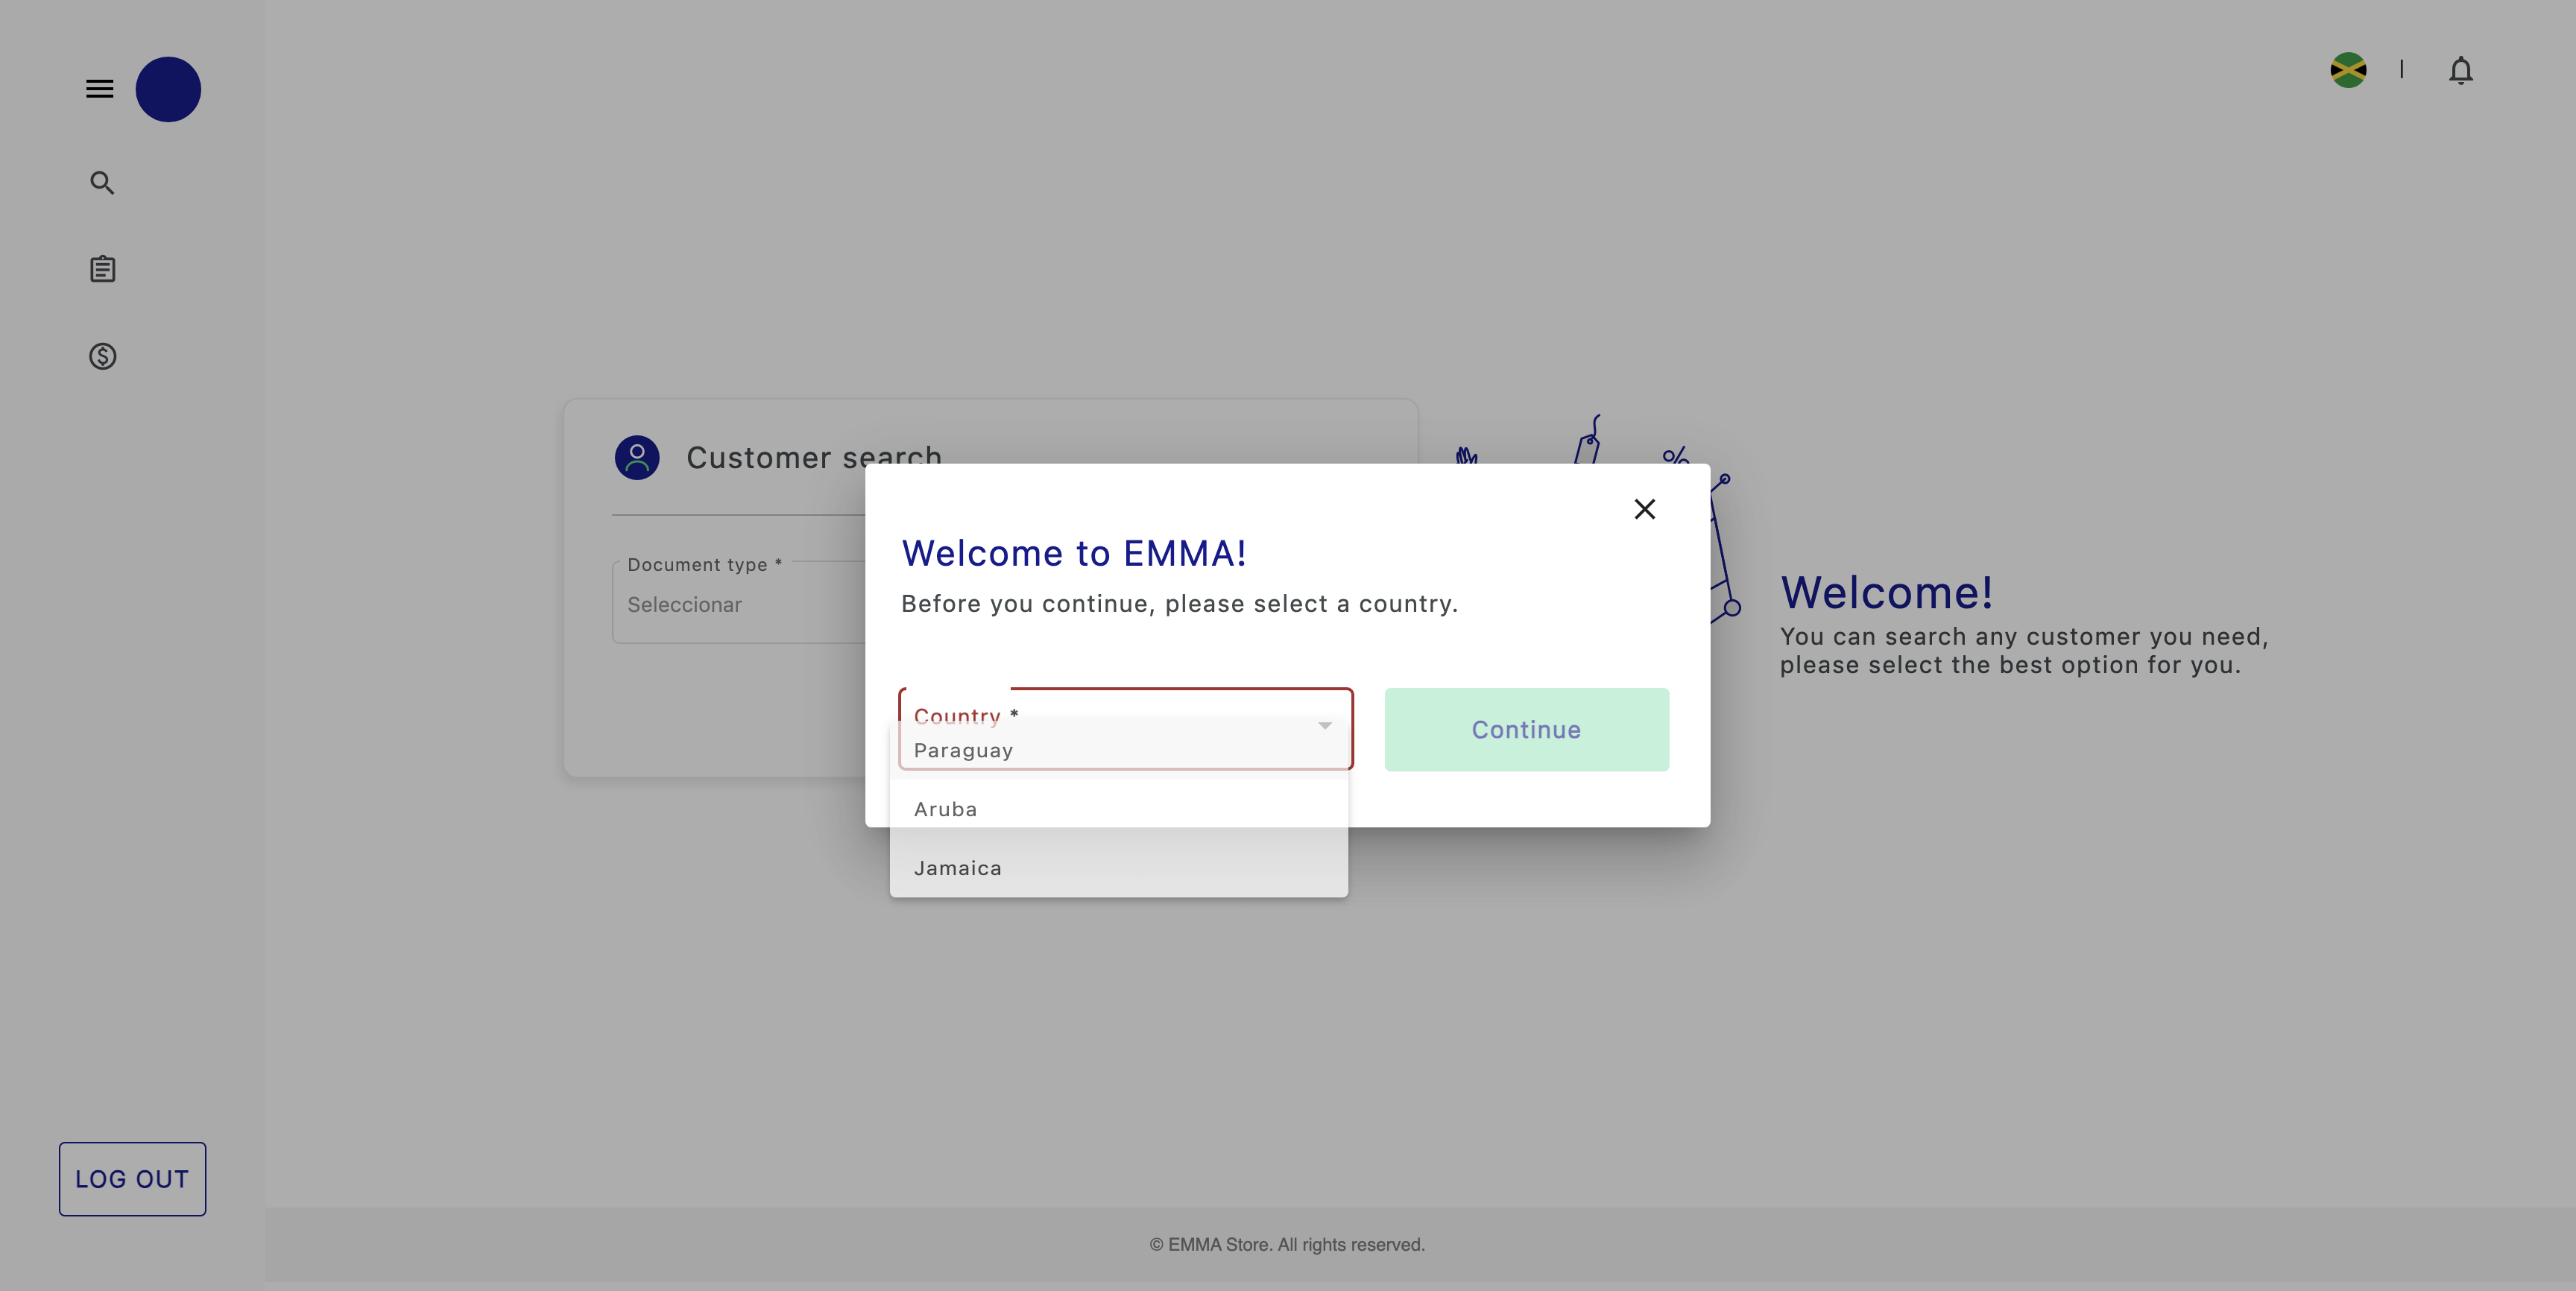 Customer search
Document type *
Seleccionar
Welcome to EMMA!
Before you continue, please select a country.
Country *
Paraguay
Aruba
Jamaica
Continue
Welcome!
You can search any customer you need,
please select the best option for you.
LOG OUT
© EMMA Store. All rights reserved.